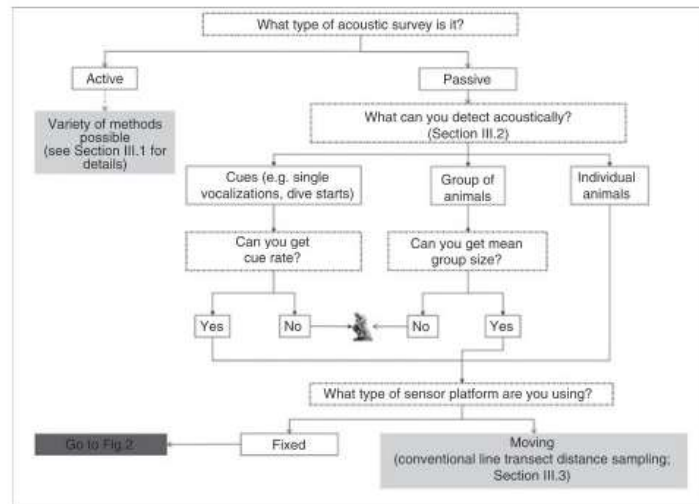 What type of acoustic survey is it?
Active
Passive
Variety of methods
possible
(see Section III.1 for
details)
What can you detect acoustically?
(Section III.2)
Cues (e.g. single
vocalizations, dive starts)
Group of
animals
Individual
animals
Can you get
cue rate?
Can you get mean
group size?
Yes
No
No
Yes
What type of sensor platform are you using?
Go to Fig.2
Fixed
Moving
(conventional line transect distance sampling;
Section III.3)